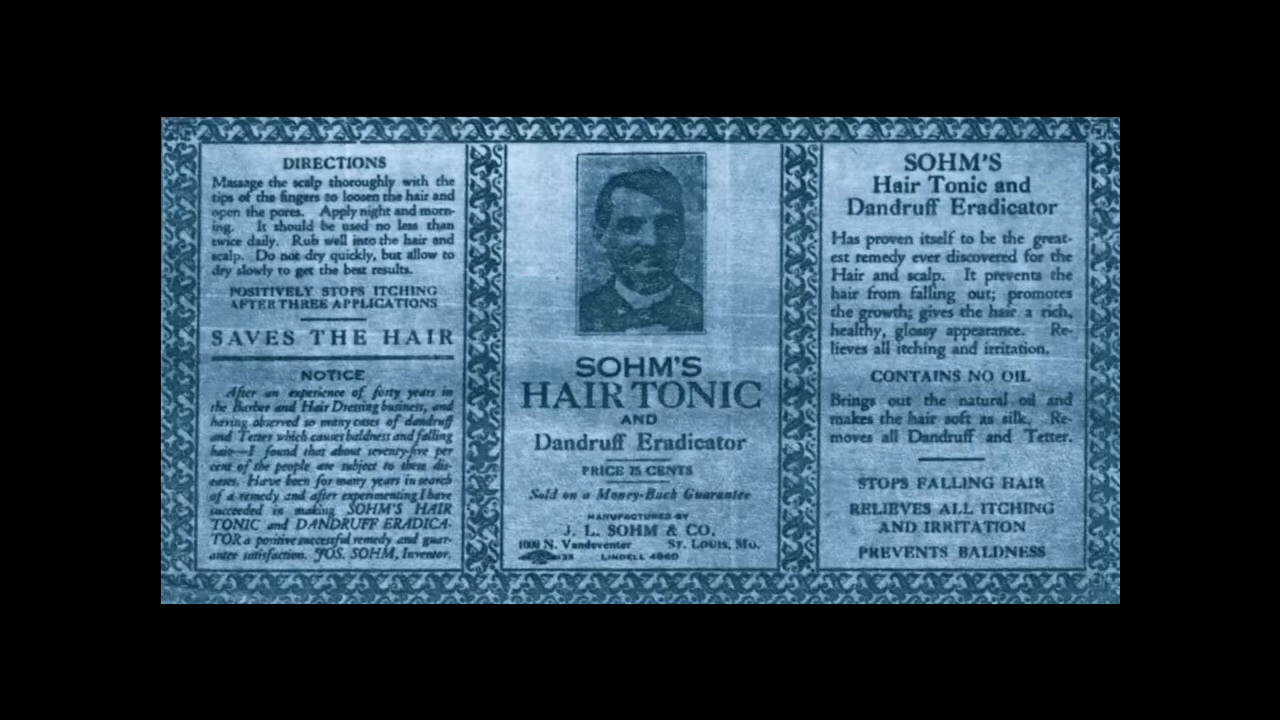 DIRECTIONS
Massage the scalp thoroughly with the
tips of the fingers to loosen the hair and
open the pores. Apply night and morn-
ing. It should be used no less than
twice daily. Rub well into the hair and
scalp. Do not dry quickly, but allow to
dry slowly to get the best results.
POSITIVELY STOPS ITCHING
AFTER THREE APPLICATIONS
SAVES THE HAIR
NOTICE
After an experience of forty years in
the Barber and Hair Dressing business, and
having observed so many cases of dandruff
and Tetter which causes baldness and falling
hair—I found that about seventy-five per
cent of the people are subject to these dis-
eases. Have been for many years in search
of a remedy and after experimenting I have
succeeded in making SOHM'S HAIR
TONIC and DANDRUFF ERADICA-
TOR a positive successful remedy and guar-
antee satisfaction. JOS. SOHM, Inventor.
SOHM'S
HAIR TONIC
AND
Dandruff Eradicator
PRICE 75 CENTS
Sold on a Money-Back Guarantee
MANUFACTURED BY
J. L. SOHM & CO.
1000 N. Vandeventer ST. LOUIS, MO.
38 LINDELL 4960
SOHM'S
Hair Tonic and
Dandruff Eradicator
Has proven itself to be the great-
est remedy ever discovered for the
Hair and scalp. It prevents the
hair from falling out; promotes
the growth; gives the hair a rich,
healthy, glossy appearance. Re-
lieves all itching and irritation.
CONTAINS NO OIL
Brings out the natural oil and
makes the hair soft as silk. Re-
moves all Dandruff and Tetter.
STOPS FALLING HAIR
RELIEVES ALL ITCHING
AND IRRITATION
PREVENTS BALDNESS